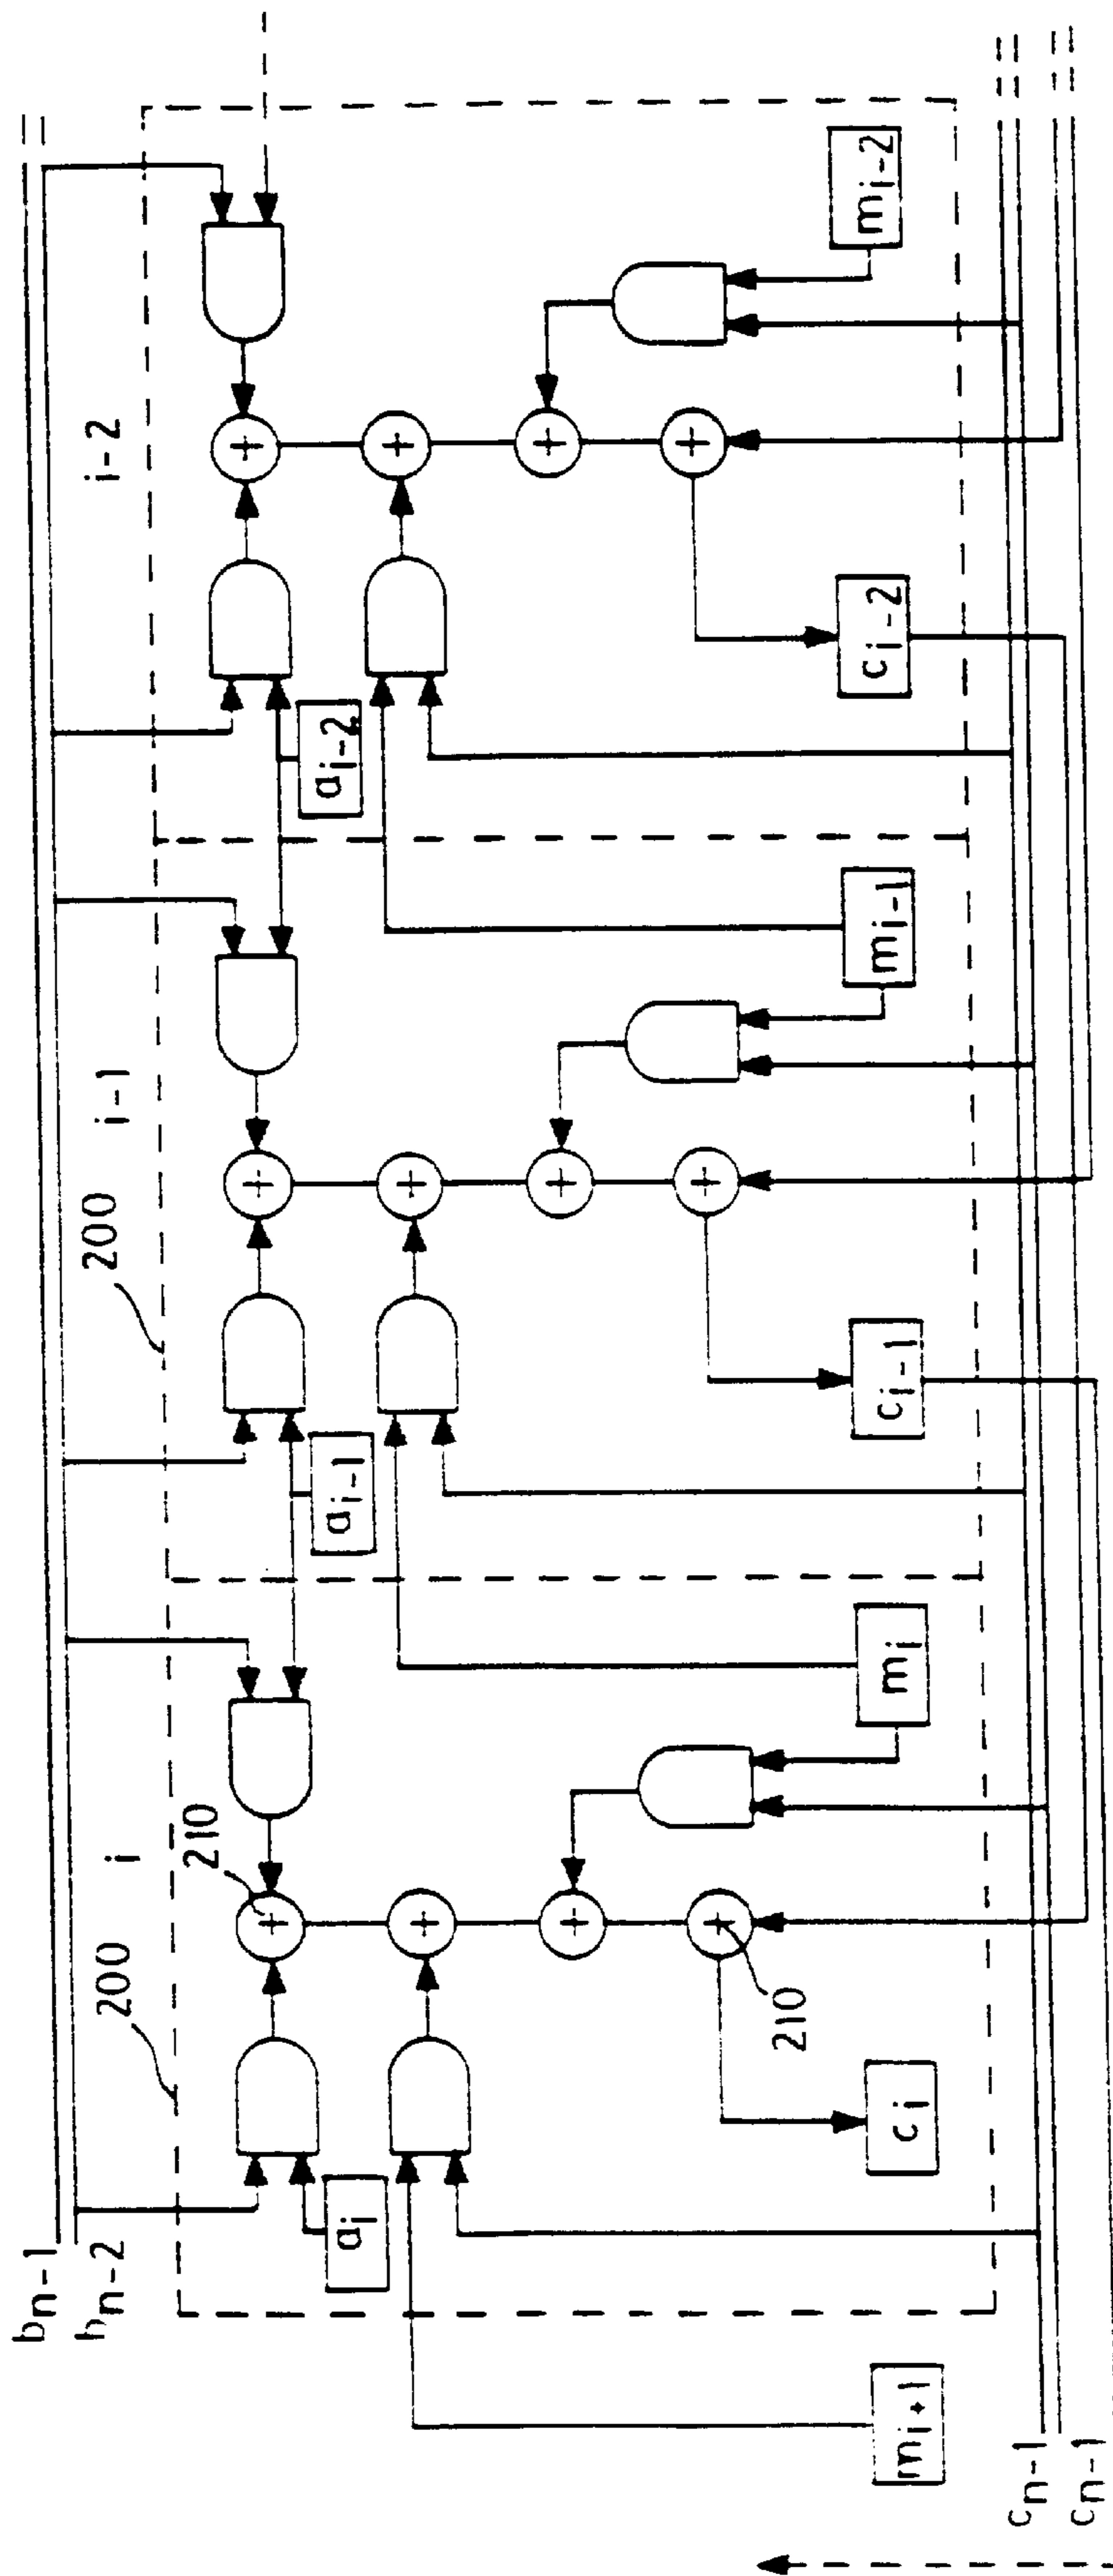 b_{n-1}
b_{n-2}
200
i
210
200
i-1
i-2
a_i
a_{i-1}
a_{i-2}
210
m_{i+1}
c_i
m_i
c_{i-1}
m_{i-1}
c_{i-2}
m_{i-2}
c_{n-1}
c_{n-1}